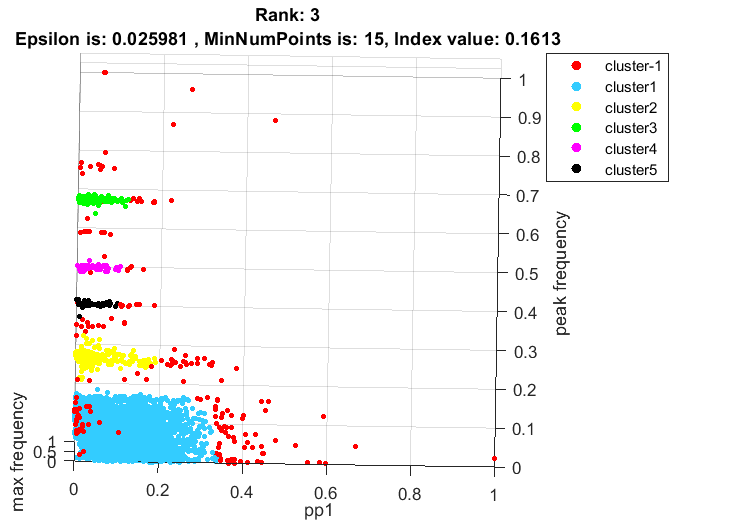 Rank: 3
Epsilon is: 0.025981 , MinNumPoints is: 15, Index value: 0.1613
cluster-1
cluster1
cluster2
cluster3
cluster4
cluster5
1
0.9
0.8
0.7
0.6
0.5
0.4
0.3
0.2
0.1
0
peak frequency
max frequency
1
0.5
0
0 0.2 0.4 0.6 0.8 1
pp1